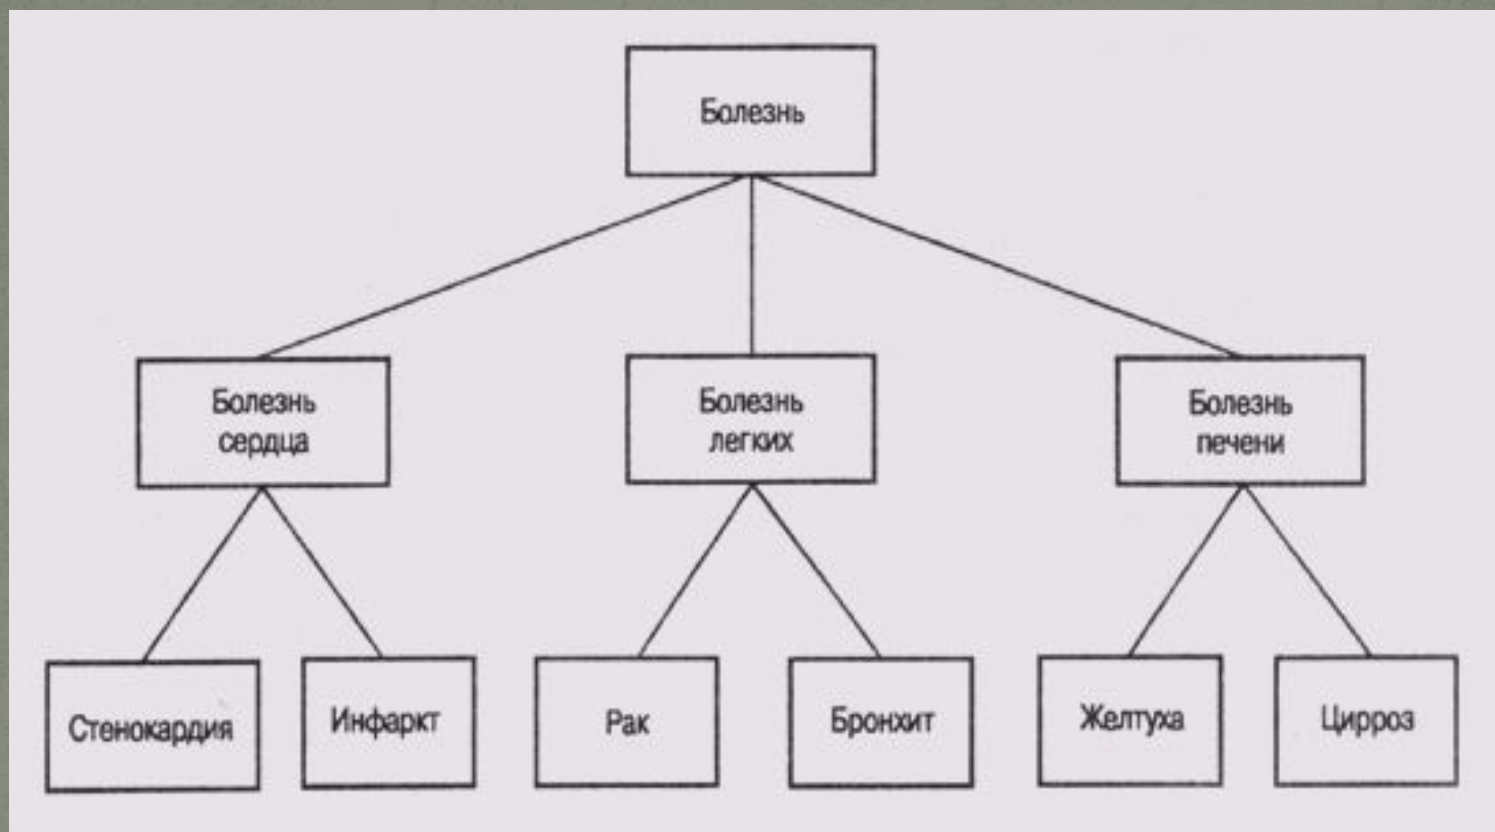 Болезнь
Болезнь
сердца
Болезнь
легких
Болезнь
печени
Стенокардия
Инфаркт
Рак
Бронхит
Желтуха
Цирроз